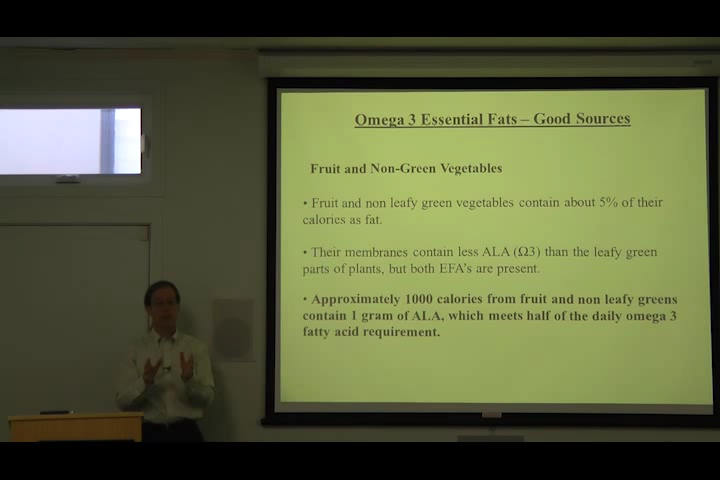 Omega 3 Essential Fats – Good Sources
Fruit and Non-Green Vegetables
• Fruit and non leafy green vegetables contain about 5% of their
calories as fat.
• Their membranes contain less ALA (Ω3) than the leafy green
parts of plants, but both EFA's are present.
• Approximately 1000 calories from fruit and non leafy greens
contain 1 gram of ALA, which meets half of the daily omega 3
fatty acid requirement.